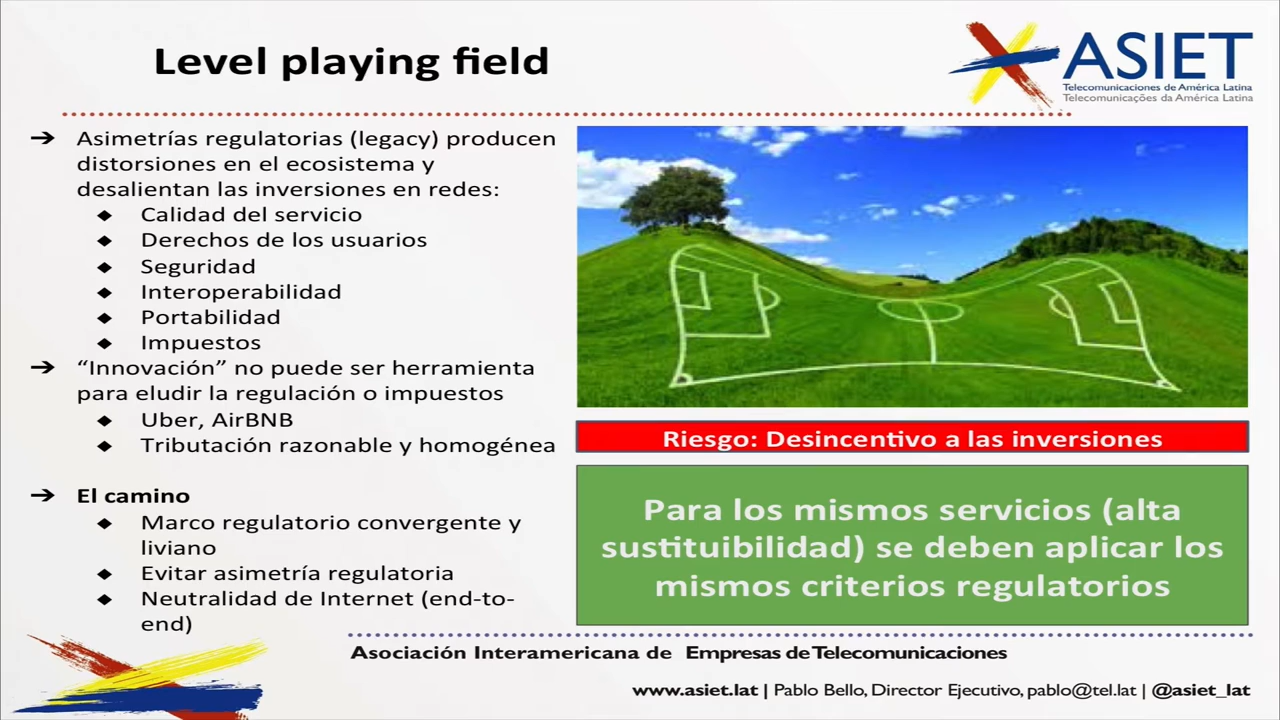 Level playing field
ASIET
Telecomunicaciones de América Latina
Telecomunicações da América Latina
➔ Asimetrías regulatorias (legacy) producen
distorsiones en el ecosistema y
desalientan las inversiones en redes:
◆ Calidad del servicio
◆ Derechos de los usuarios
◆ Seguridad
◆ Interoperabilidad
◆ Portabilidad
◆ Impuestos
➔ “Innovación” no puede ser herramienta
para eludir la regulación o impuestos
◆ Uber, AirBNB
◆ Tributación razonable y homogénea
➔ El camino
◆ Marco regulatorio convergente y
liviano
◆ Evitar asimetría regulatoria
◆ Neutralidad de Internet (end-to-
end)
Riesgo: Desincentivo a las inversiones
Para los mismos servicios (alta
sustituibilidad) se deben aplicar los
mismos criterios regulatorios
Asociación Interamericana de Empresas de Telecomunicaciones
www.asiet.lat | Pablo Bello, Director Ejecutivo, pablo@tel.lat | @asiet_lat